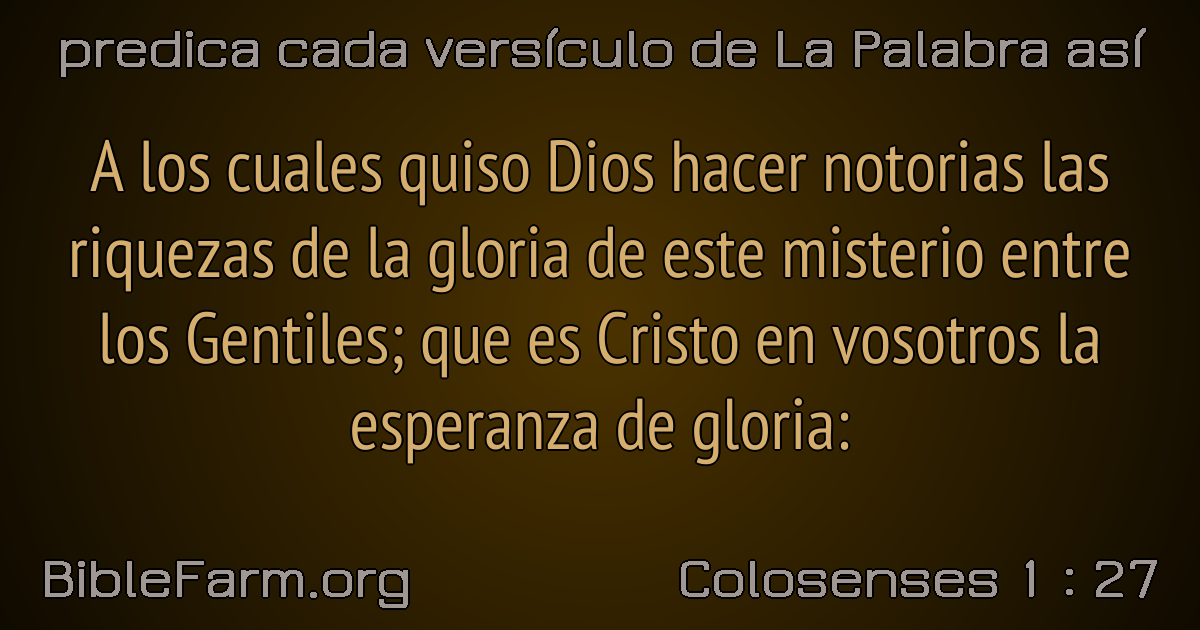 predica cada versículo de La Palabra así
A los cuales quiso Dios hacer notorias las
riquezas de la gloria de este misterio entre
los Gentiles; que es Cristo en vosotros la
esperanza de gloria:
BibleFarm.org
Colosenses 1 : 27